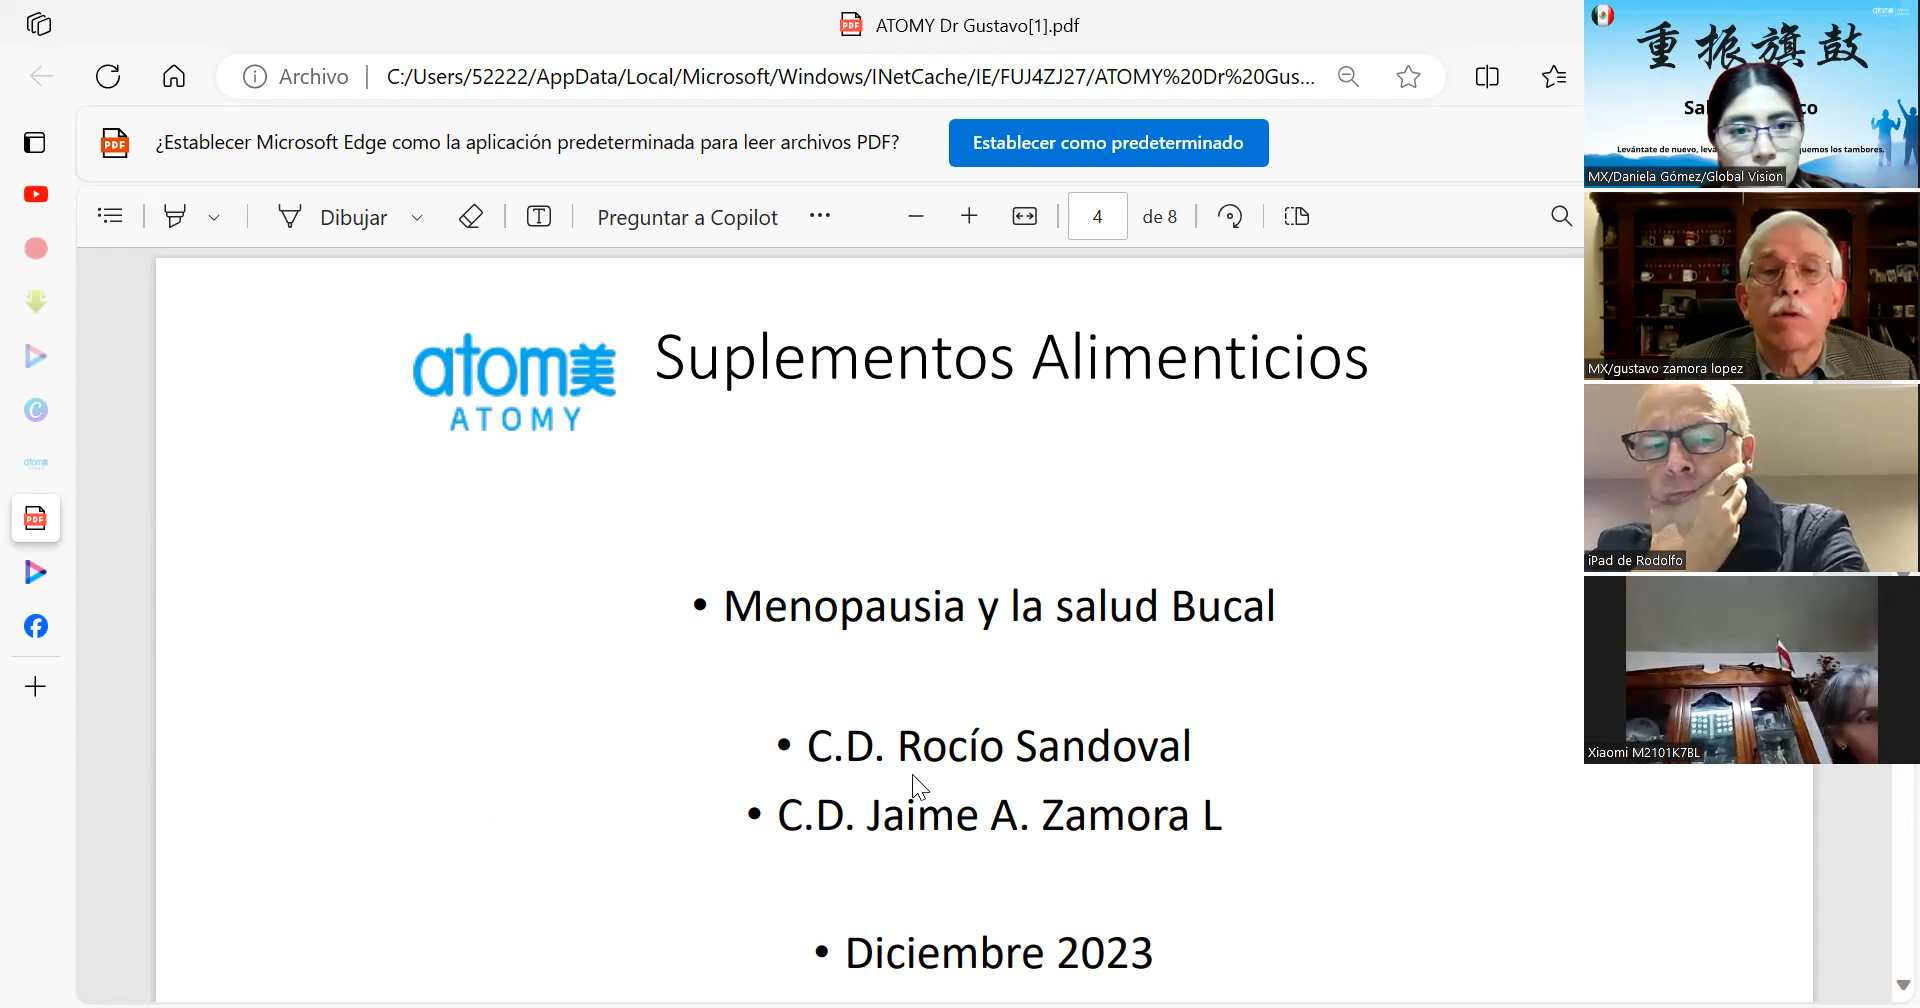 ATOMY Dr Gustavo[1].pdf
Archivo
C:/Users/52222/AppData/Local/Microsoft/Windows/INetCache/IE/FUJ4ZJ27/ATOMY%20Dr%20Gus...
¿Establecer Microsoft Edge como la aplicación predeterminada para leer archivos PDF?
Establecer como predeterminado
Dibujar
Preguntar a Copilot
4
de 8
atom美
ATOMY
Suplementos Alimenticios
• Menopausia y la salud Bucal
• C.D. Rocío Sandoval
• C.D. Jaime A. Zamora L
• Diciembre 2023
重振旗鼓
MX/Daniela Gómez/Global Vision
MX/gustavo zamora lopez
iPad de Rodolfo
Xiaomi M2101K7BL
Levántate de nuevo,
los tambores.
PDF